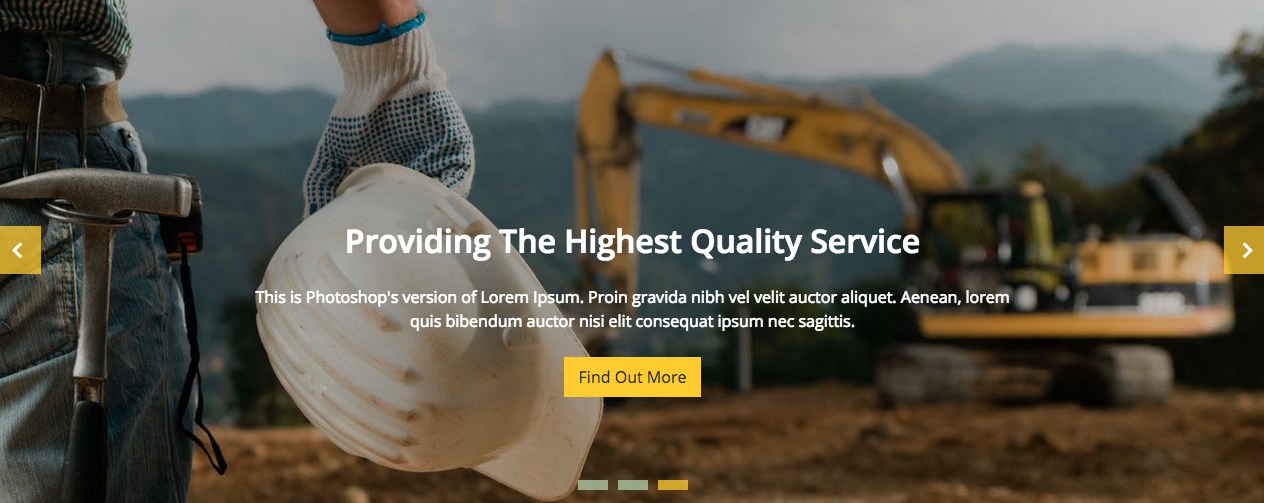 CAT
Providing The Highest Quality Service
This is Photoshop's version of Lorem Ipsum. Proin gravida nibh vel velit auctor aliquet. Aenean, lorem
quis bibendum auctor nisi elit consequat ipsum nec sagittis.
Find Out More